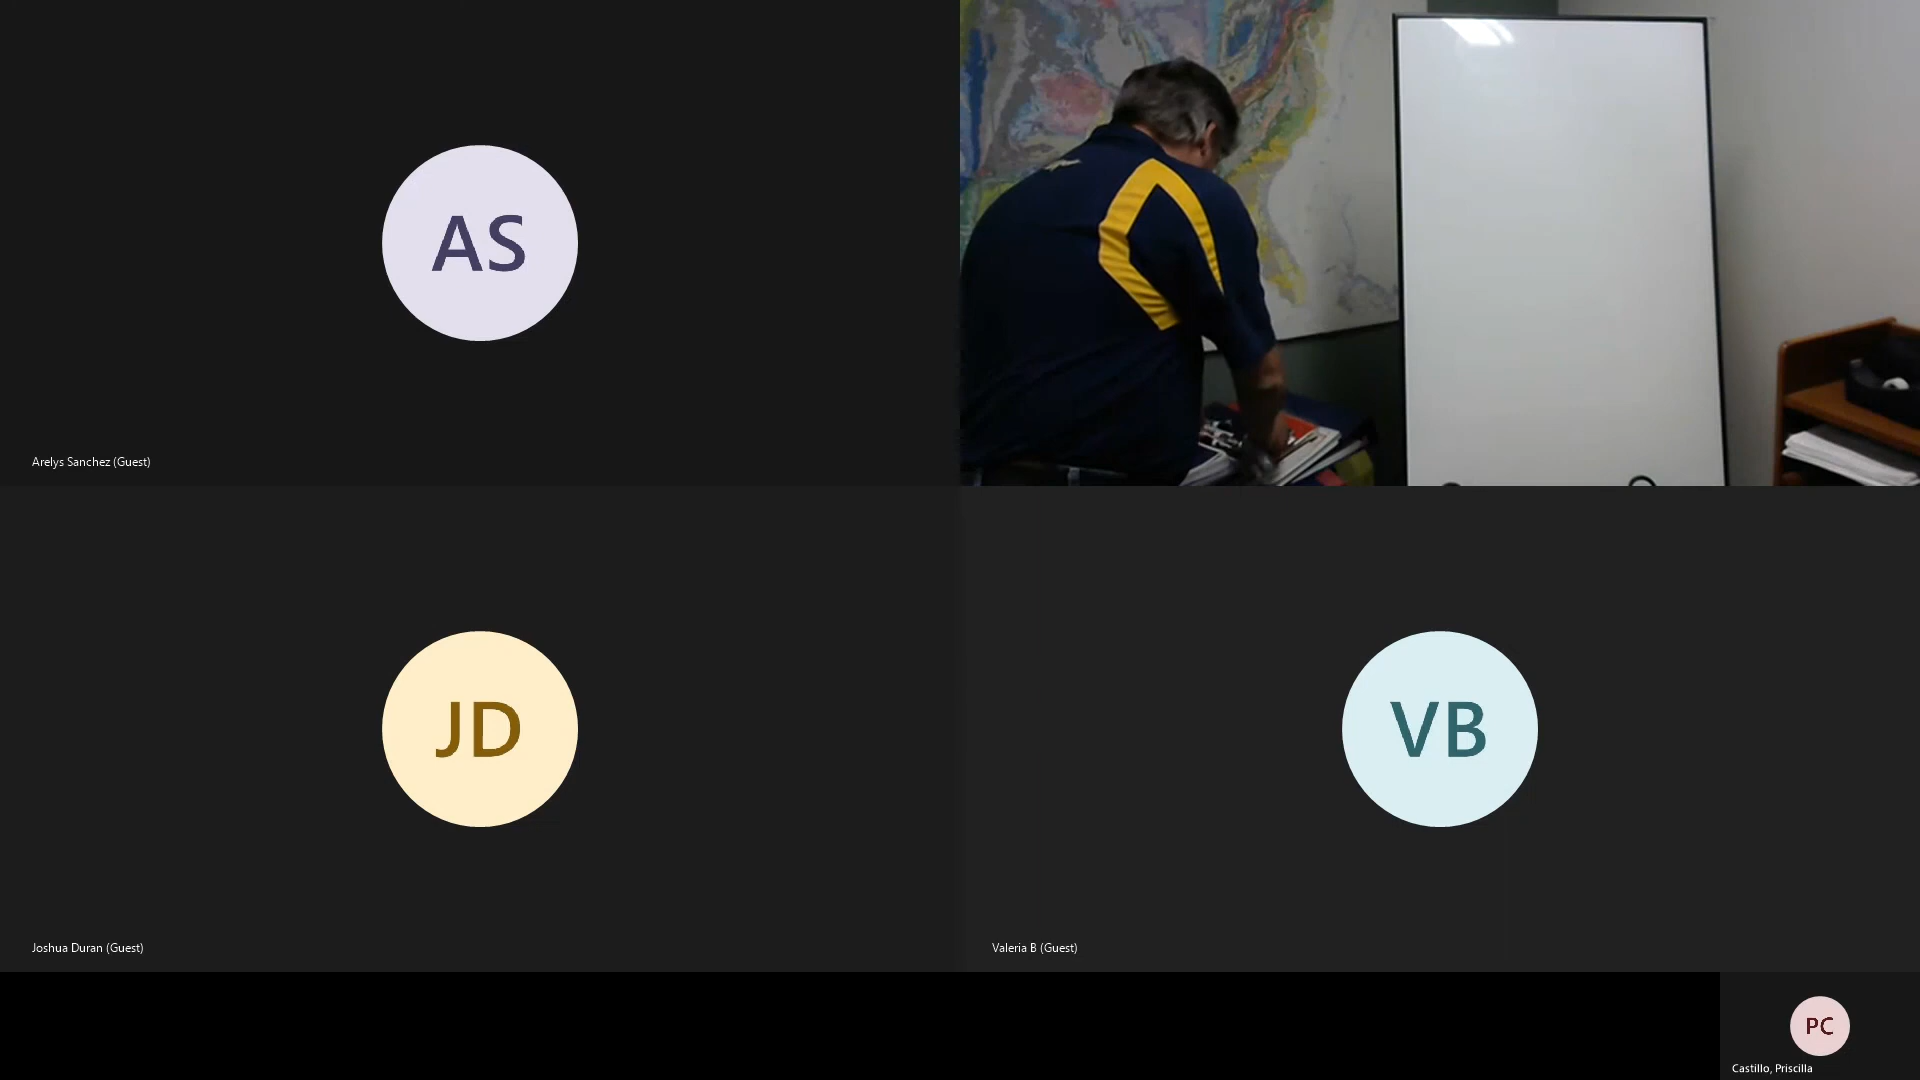 AS
Arelys Sanchez (Guest)
JD
Joshua Duran (Guest)
VB
Valeria B (Guest)
PC
Castillo, Priscilla